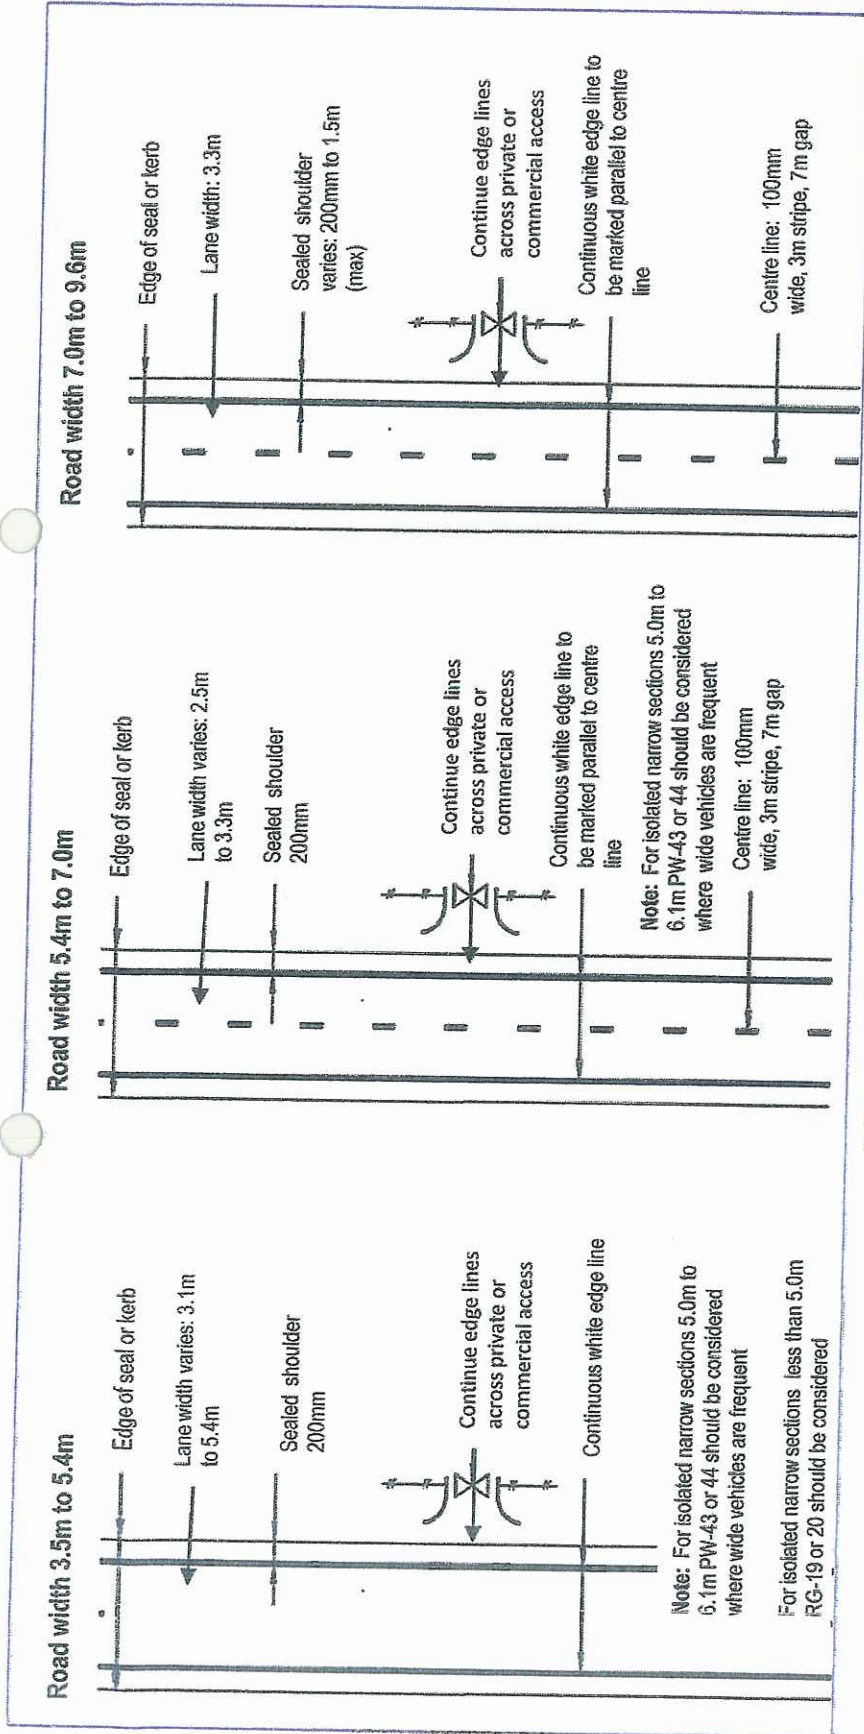 Road width 3.5m to 5.4m
Edge of seal or kerb
Lane width varies: 3.1m
to 5.4m
Sealed shoulder
200mm
Continue edge lines
across private or
commercial access
Continuous white edge line
Note: For isolated narrow sections 5.0m to
6.1m PW-43 or 44 should be considered
where wide vehicles are frequent
For isolated narrow sections less than 5.0m
RG-19 or 20 should be considered
Road width 5.4m to 7.0m
Edge of seal or kerb
Lane width varies: 2.5m
to 3.3m
Sealed shoulder
200mm
Continue edge lines
across private or
commercial access
Continuous white edge line to
be marked parallel to centre
line
Note: For isolated narrow sections 5.0m to
6.1m PW-43 or 44 should be considered
where wide vehicles are frequent
Centre line: 100mm
wide, 3m stripe, 7m gap
Road width 7.0m to 9.6m
Edge of seal or kerb
Lane width: 3.3m
Sealed shoulder
varies: 200mm to 1.5m
(max)
Continue edge lines
across private or
commercial access
Continuous white edge line to
be marked parallel to centre
line
Centre line: 100mm
wide, 3m stripe, 7m gap